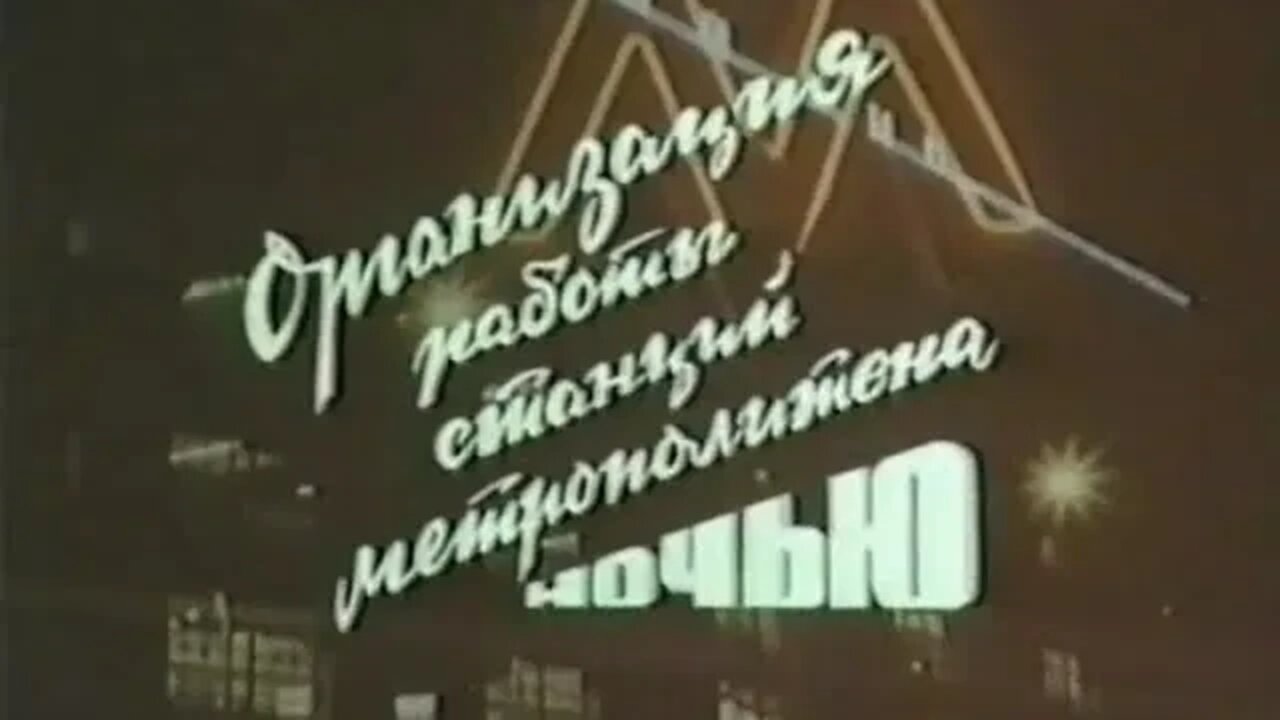 Организация
работы
станций
метрополитена
ночью